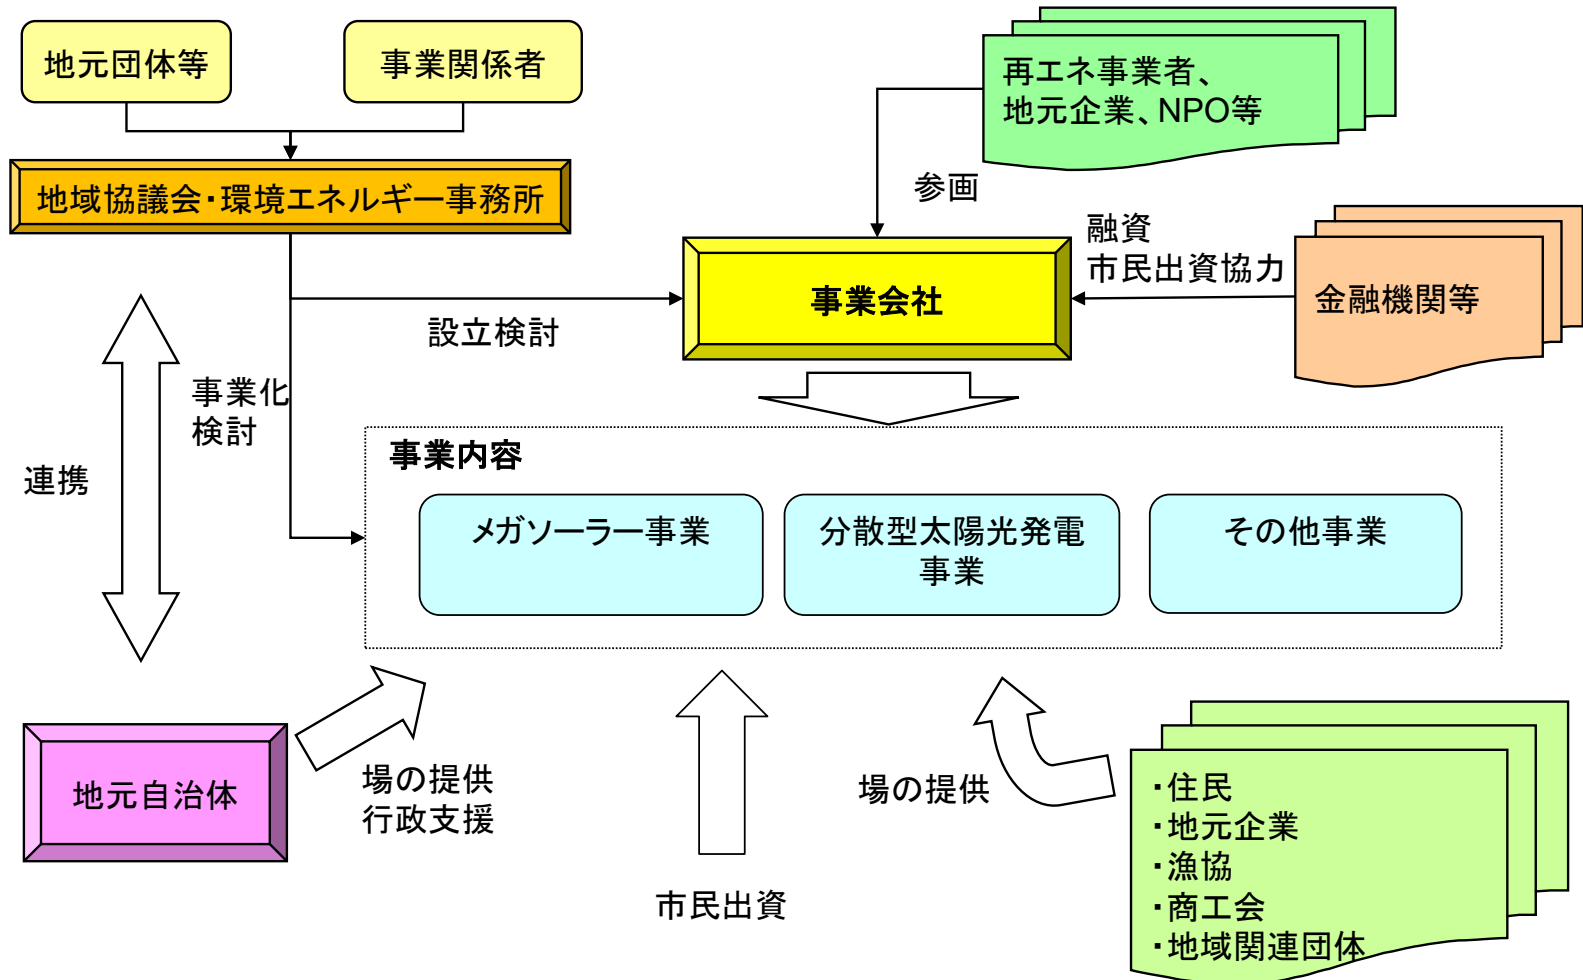 地元団体等
事業関係者
再エネ事業者、
地元企業、NPO等
地域協議会・環境エネルギー事務所
参画
融資
市民出資協力
事業会社
金融機関等
設立検討
事業化
検討
連携
事業内容
メガソーラー事業
分散型太陽光発電
事業
その他事業
地元自治体
場の提供
行政支援
市民出資
場の提供
・住民
・地元企業
・漁協
・商工会
・地域関連団体